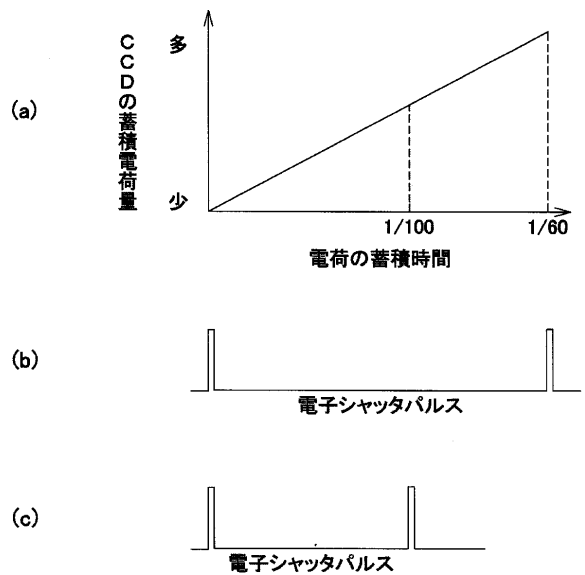 (a)
CCDの蓄積電荷量
多
少
1/100
1/60
電荷の蓄積時間
(b)
電子シャッタパルス
(c)
電子シャッタパルス